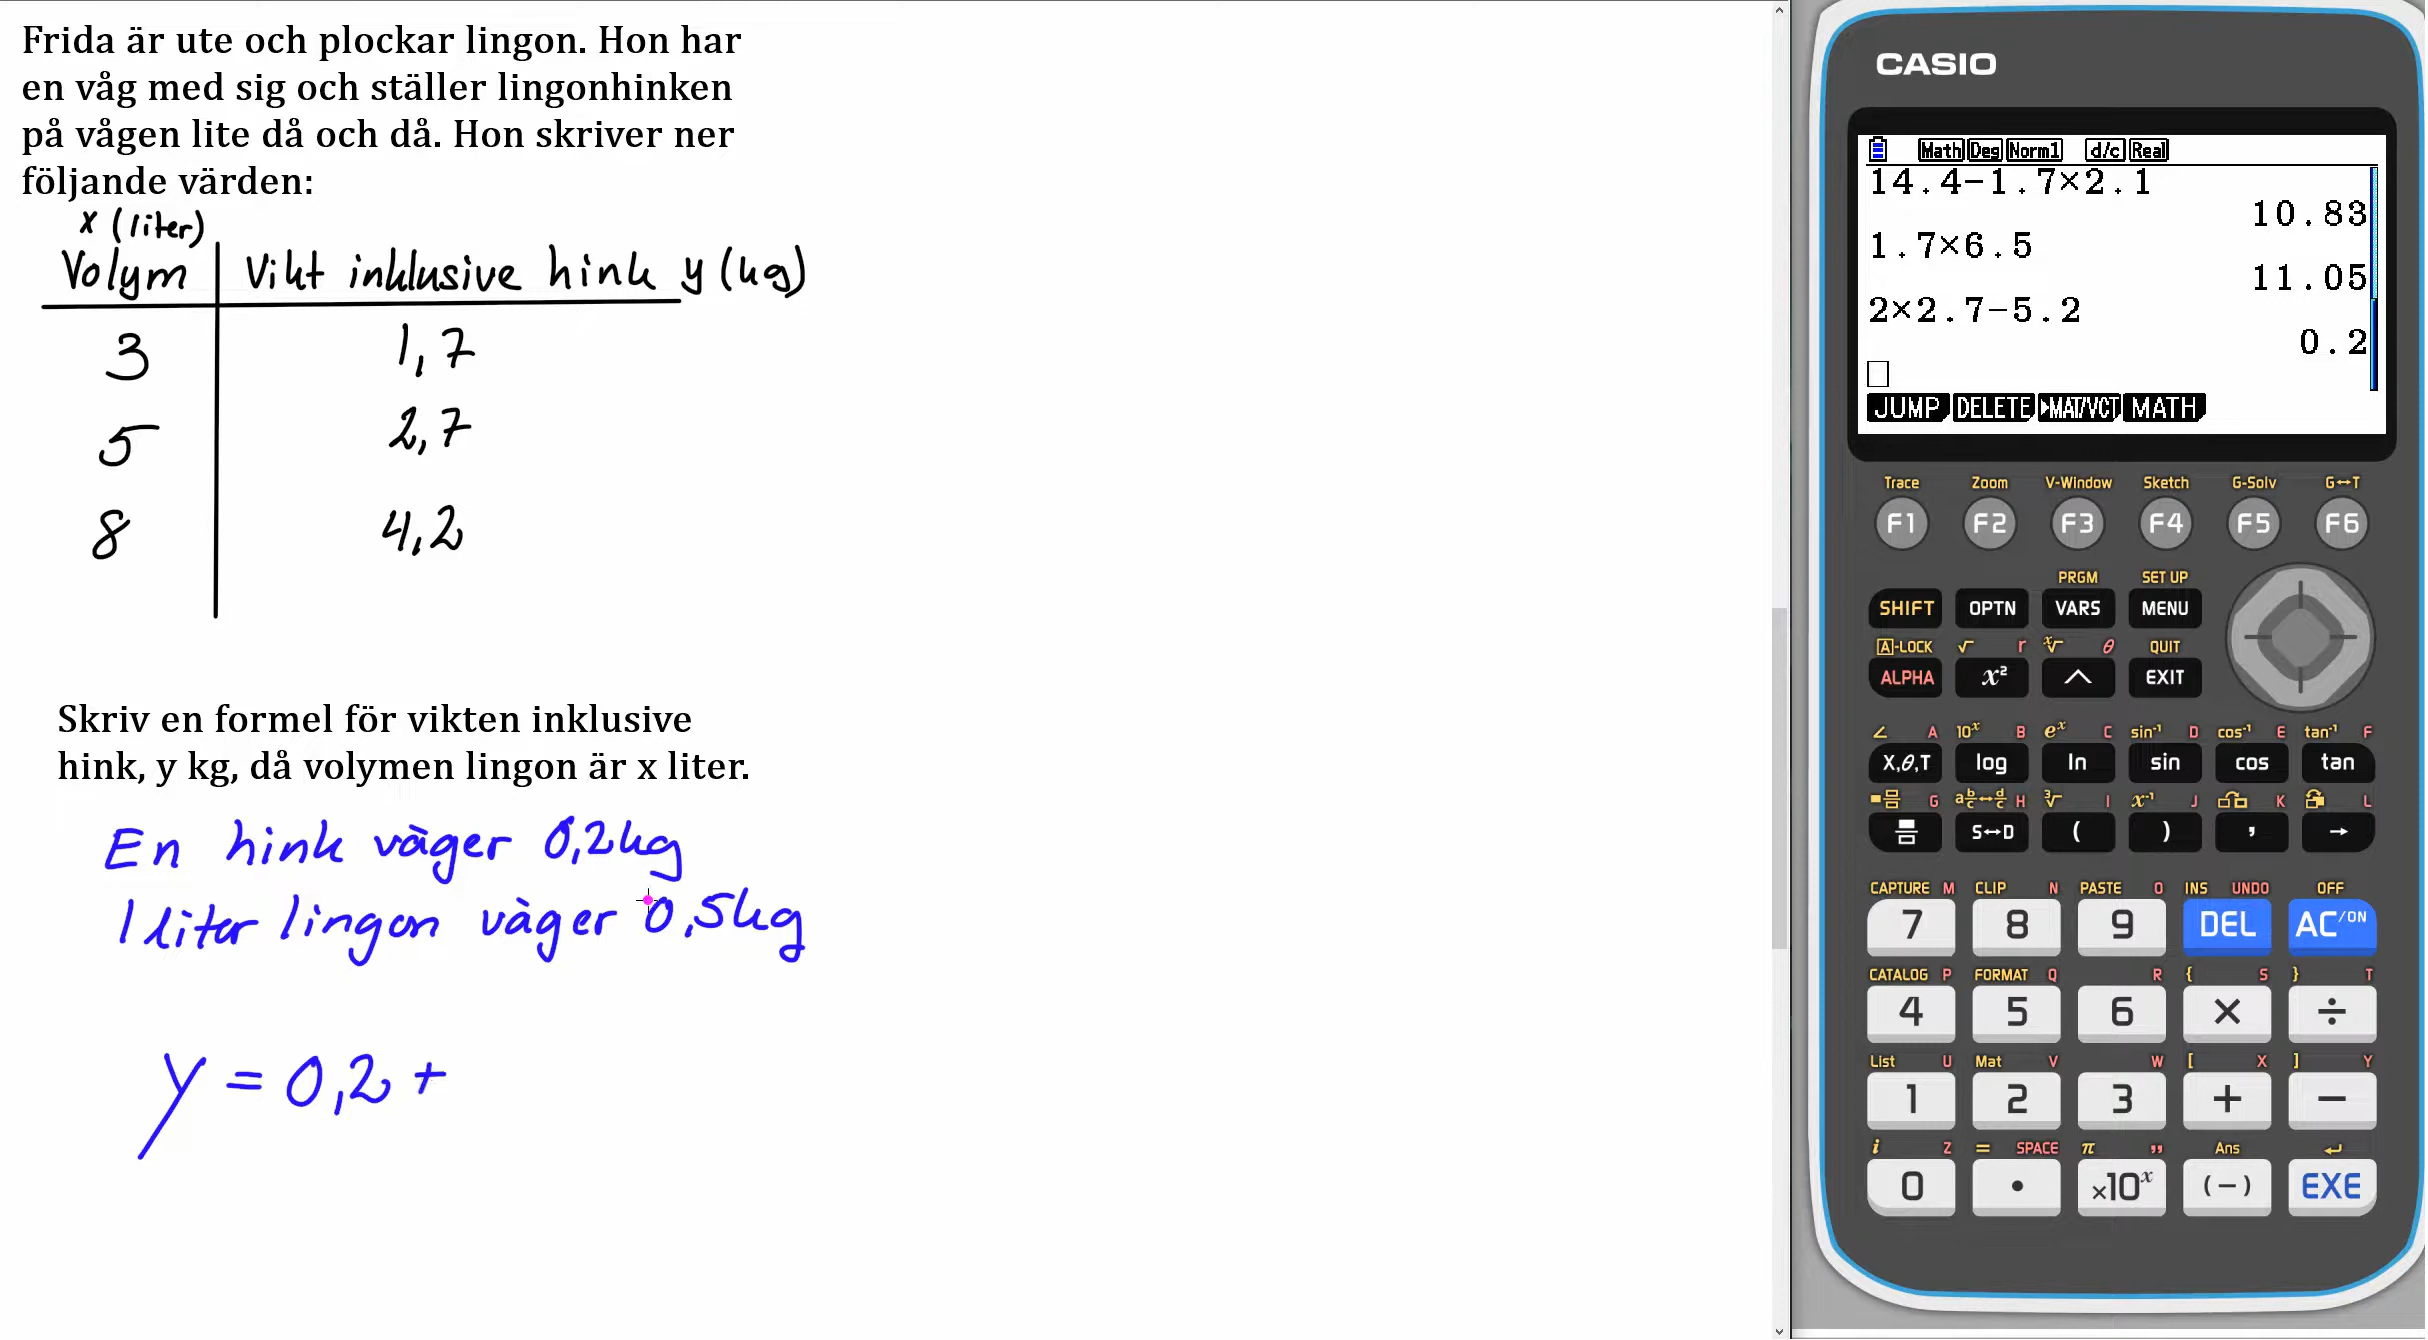 Frida är ute och plockar lingon. Hon har
en våg med sig och ställer lingonhinken
på vågen lite då och då. Hon skriver ner
följande värden:
x (liter)
Volym Vikt inklusive hink y (kg)
3 1,7
5 2,7
8 4,2
Skriv en formel för vikten inklusive
hink, y kg, då volymen lingon är x liter.
En hink väger 0,2kg
1 liter lingon väger 0,5kg
y = 0,2 +
CASIO
Math Deg Norm1 d/c Real
14.4-1.7×2.1
10.83
1.7×6.5
11.05
2×2.7-5.2
0.2
JUMP DELETE ►MAT/VCT MATH
Trace Zoom V-Window Sketch G-Solv G↔T
F1 F2 F3 F4 F5 F6
PRGM SET UP
SHIFT OPTN VARS MENU
A-LOCK √ r ˣ√ θ QUIT
ALPHA x² ^ EXIT
∠ A 10ˣ B eˣ C sin⁻¹ D cos⁻¹ E tan⁻¹ F
X,θ,T log ln sin cos tan
G a b/c↔d/c H ³√ I x⁻¹ J K L
S↔D ( ) , →
CAPTURE M CLIP N PASTE O INS UNDO OFF
7 8 9 DEL AC/ON
CATALOG P FORMAT Q R { S } T
4 5 6 × ÷
List U Mat V W [ X ] Y
1 2 3 + −
i Z = SPACE π " Ans ↵
0 . ×10ˣ (−) EXE